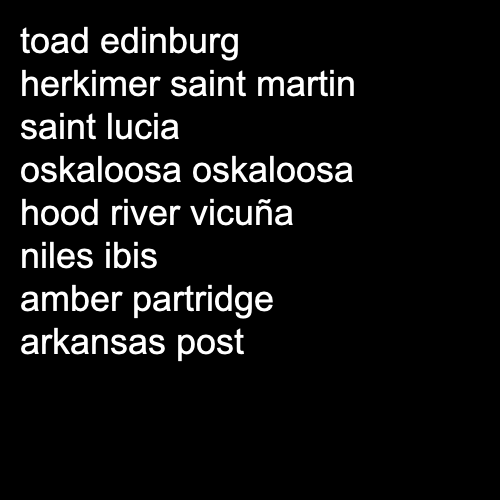 toad edinburg
herkimer saint martin
saint lucia
oskaloosa oskaloosa
hood river vicuña
niles ibis
amber partridge
arkansas post